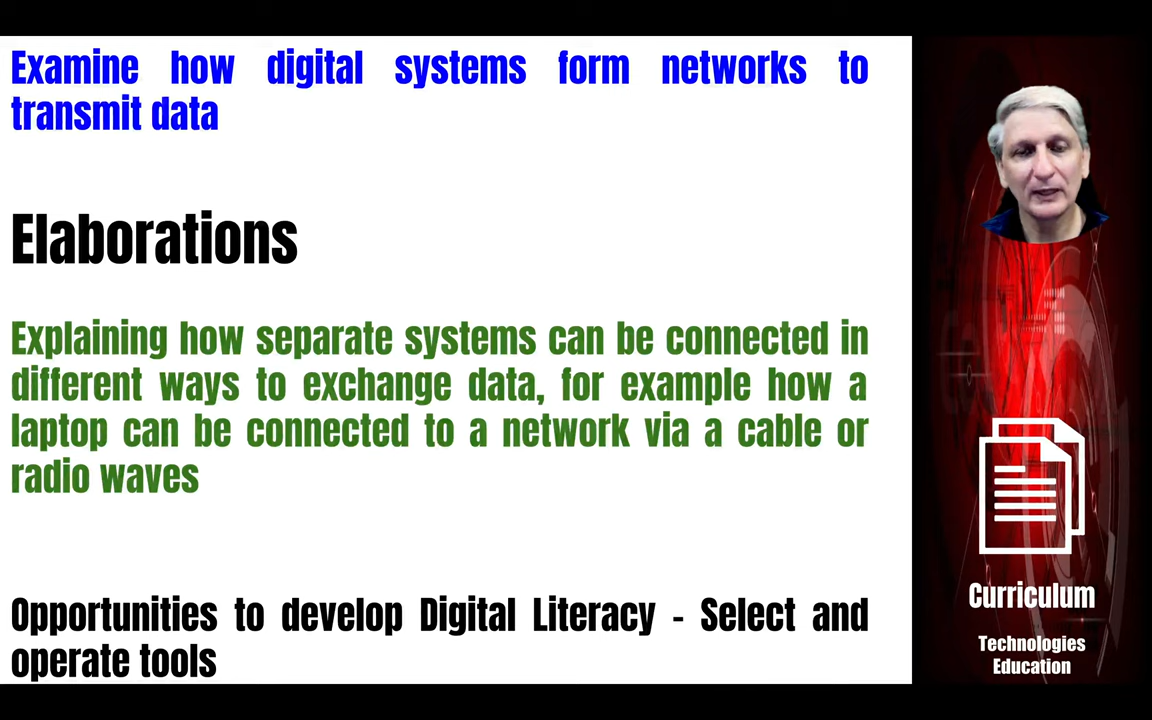 Examine how digital systems form networks to
transmit data
Elaborations
Explaining how separate systems can be connected in
different ways to exchange data, for example how a
laptop can be connected to a network via a cable or
radio waves
Opportunities to develop Digital Literacy - Select and
operate tools
Curriculum
Technologies
Education